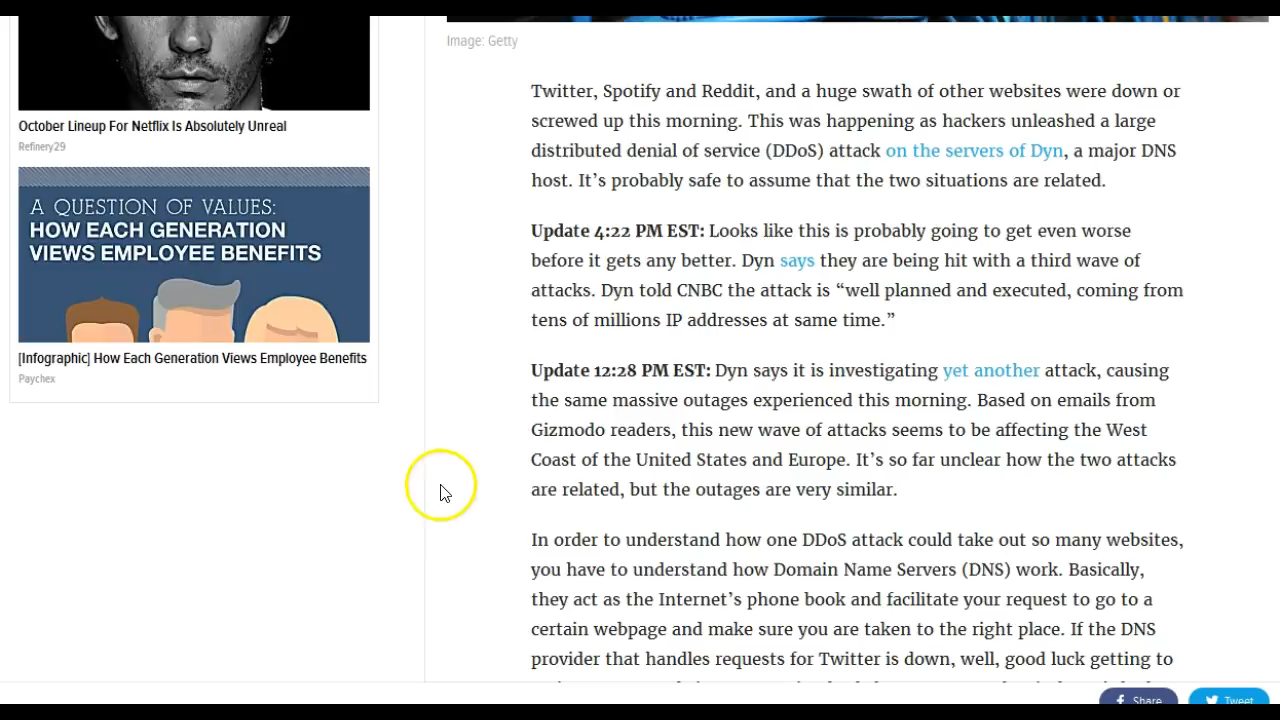 October Lineup For Netflix Is Absolutely Unreal
Refinery29
A QUESTION OF VALUES:
HOW EACH GENERATION
VIEWS EMPLOYEE BENEFITS
[Infographic] How Each Generation Views Employee Benefits
Paychex
Image: Getty
Twitter, Spotify and Reddit, and a huge swath of other websites were down or
screwed up this morning. This was happening as hackers unleashed a large
distributed denial of service (DDoS) attack on the servers of Dyn, a major DNS
host. It’s probably safe to assume that the two situations are related.
Update 4:22 PM EST: Looks like this is probably going to get even worse
before it gets any better. Dyn says they are being hit with a third wave of
attacks. Dyn told CNBC the attack is “well planned and executed, coming from
tens of millions IP addresses at same time.”
Update 12:28 PM EST: Dyn says it is investigating yet another attack, causing
the same massive outages experienced this morning. Based on emails from
Gizmodo readers, this new wave of attacks seems to be affecting the West
Coast of the United States and Europe. It’s so far unclear how the two attacks
are related, but the outages are very similar.
In order to understand how one DDoS attack could take out so many websites,
you have to understand how Domain Name Servers (DNS) work. Basically,
they act as the Internet’s phone book and facilitate your request to go to a
certain webpage and make sure you are taken to the right place. If the DNS
provider that handles requests for Twitter is down, well, good luck getting to
Share
Tweet